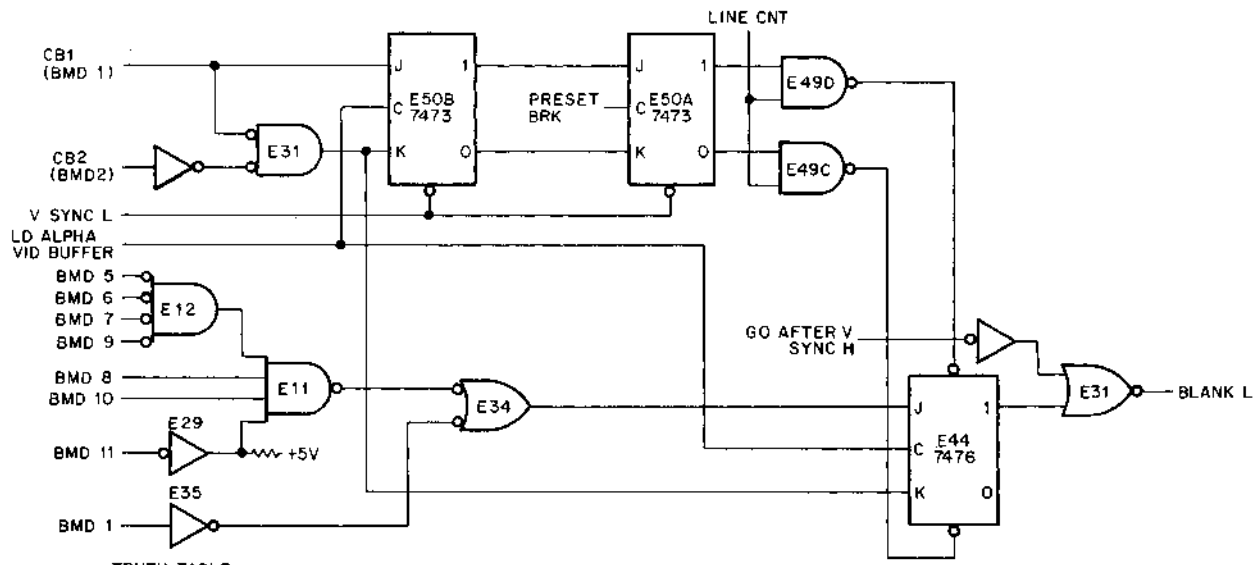 LINE CNT
CB1
(BMD 1)
J 1
E50B
7473
C
K 0
PRESET
BRK
J 1
E50A
7473
C
K 0
E49D
E49C
E31
CB2
(BMD2)
V SYNC L
LD ALPHA
VID BUFFER
BMD 5
BMD 6
BMD 7
BMD 9
E12
BMD 8
BMD 10
E11
E29
BMD 11
+5V
E35
BMD 1
E34
GO AFTER V
SYNC H
E31
BLANK L
J 1
E44
7476
C
K 0
TRUTH TABLE